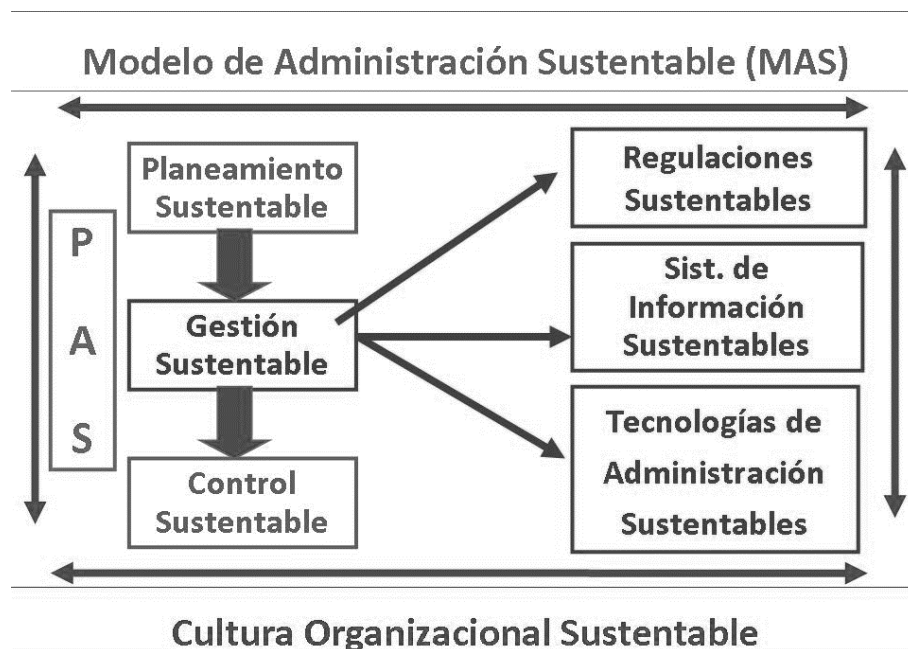 Modelo de Administración Sustentable (MAS)
Planeamiento
Sustentable
P
A
S
Gestión
Sustentable
Control
Sustentable
Regulaciones
Sustentables
Sist. de
Información
Sustentables
Tecnologías de
Administración
Sustentables
Cultura Organizacional Sustentable